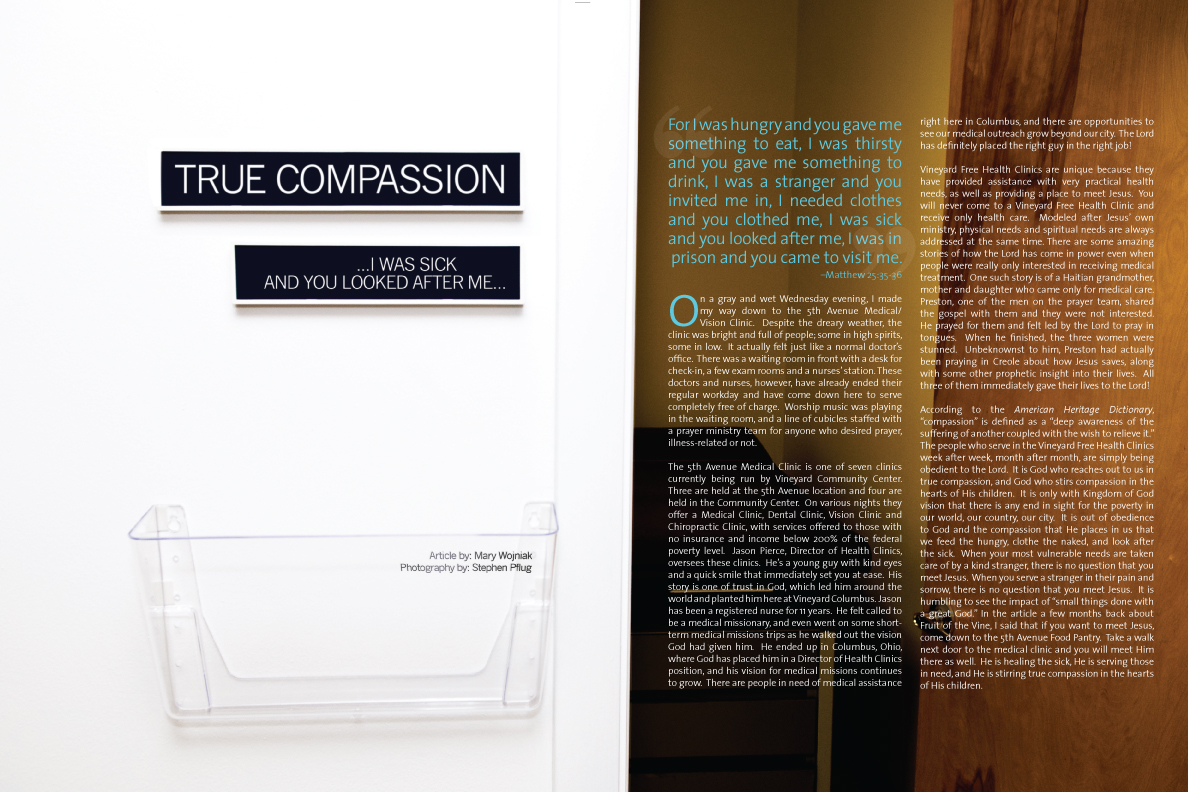 TRUE COMPASSION
...I WAS SICK
AND YOU LOOKED AFTER ME...
Article by: Mary Wojniak
Photography by: Stephen Pflug
“
For I was hungry and you gave me
something to eat, I was thirsty
and you gave me something to
drink, I was a stranger and you
invited me in, I needed clothes
and you clothed me, I was sick
and you looked after me, I was in
prison and you came to visit me.
”
–Matthew 25:35-36
On a gray and wet Wednesday evening, I made
my way down to the 5th Avenue Medical/
Vision Clinic. Despite the dreary weather, the
clinic was bright and full of people; some in high spirits,
some in low. It actually felt just like a normal doctor's
office. There was a waiting room in front with a desk for
check-in, a few exam rooms and a nurses' station. These
doctors and nurses, however, have already ended their
regular workday and have come down here to serve
completely free of charge. Worship music was playing
in the waiting room, and a line of cubicles staffed with
a prayer ministry team for anyone who desired prayer,
illness-related or not.
The 5th Avenue Medical Clinic is one of seven clinics
currently being run by Vineyard Community Center.
Three are held at the 5th Avenue location and four are
held in the Community Center. On various nights they
offer a Medical Clinic, Dental Clinic, Vision Clinic and
Chiropractic Clinic, with services offered to those with
no insurance and income below 200% of the federal
poverty level. Jason Pierce, Director of Health Clinics,
oversees these clinics. He's a young guy with kind eyes
and a quick smile that immediately set you at ease. His
story is one of trust in God, which led him around the
world and planted him here at Vineyard Columbus. Jason
has been a registered nurse for 11 years. He felt called to
be a medical missionary, and even went on some short-
term medical missions trips as he walked out the vision
God had given him. He ended up in Columbus, Ohio,
where God has placed him in a Director of Health Clinics
position, and his vision for medical missions continues
to grow. There are people in need of medical assistance
right here in Columbus, and there are opportunities to
see our medical outreach grow beyond our city. The Lord
has definitely placed the right guy in the right job!
Vineyard Free Health Clinics are unique because they
have provided assistance with very practical health
needs, as well as providing a place to meet Jesus. You
will never come to a Vineyard Free Health Clinic and
receive only health care. Modeled after Jesus' own
ministry, physical needs and spiritual needs are always
addressed at the same time. There are some amazing
stories of how the Lord has come in power even when
people were really only interested in receiving medical
treatment. One such story is of a Haitian grandmother,
mother and daughter who came only for medical care.
Preston, one of the men on the prayer team, shared
the gospel with them and they were not interested.
He prayed for them and felt led by the Lord to pray in
tongues. When he finished, the three women were
stunned. Unbeknownst to him, Preston had actually
been praying in Creole about how Jesus saves, along
with some other prophetic insight into their lives. All
three of them immediately gave their lives to the Lord!
According to the American Heritage Dictionary,
“compassion” is defined as a “deep awareness of the
suffering of another coupled with the wish to relieve it.”
The people who serve in the Vineyard Free Health Clinics
week after week, month after month, are simply being
obedient to the Lord. It is God who reaches out to us in
true compassion, and God who stirs compassion in the
hearts of His children. It is only with Kingdom of God
vision that there is any end in sight for the poverty in
our world, our country, our city. It is out of obedience
to God and the compassion that He places in us that
we feed the hungry, clothe the naked, and look after
the sick. When your most vulnerable needs are taken
care of by a kind stranger, there is no question that you
meet Jesus. When you serve a stranger in their pain and
sorrow, there is no question you meet Jesus. It is
humbling to see the impact of “small things done with
a great God.” In the article a few months back about
Fruit of the Vine, I said that if you want to meet Jesus,
come down to the 5th Avenue Food Pantry. Take a walk
next door to the medical clinic and you will meet Him
there as well. He is healing the sick, He is serving those
in need, and He is stirring true compassion in the hearts
of His children.